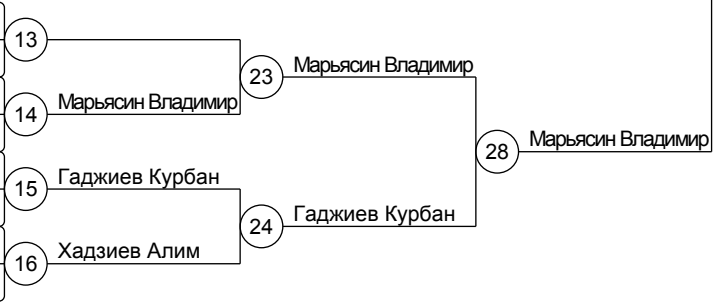 13
Марьясин Владимир
23
Марьясин Владимир
14
Марьясин Владимир
28
Гаджиев Курбан
15
Гаджиев Курбан
24
Хадзиев Алим
16